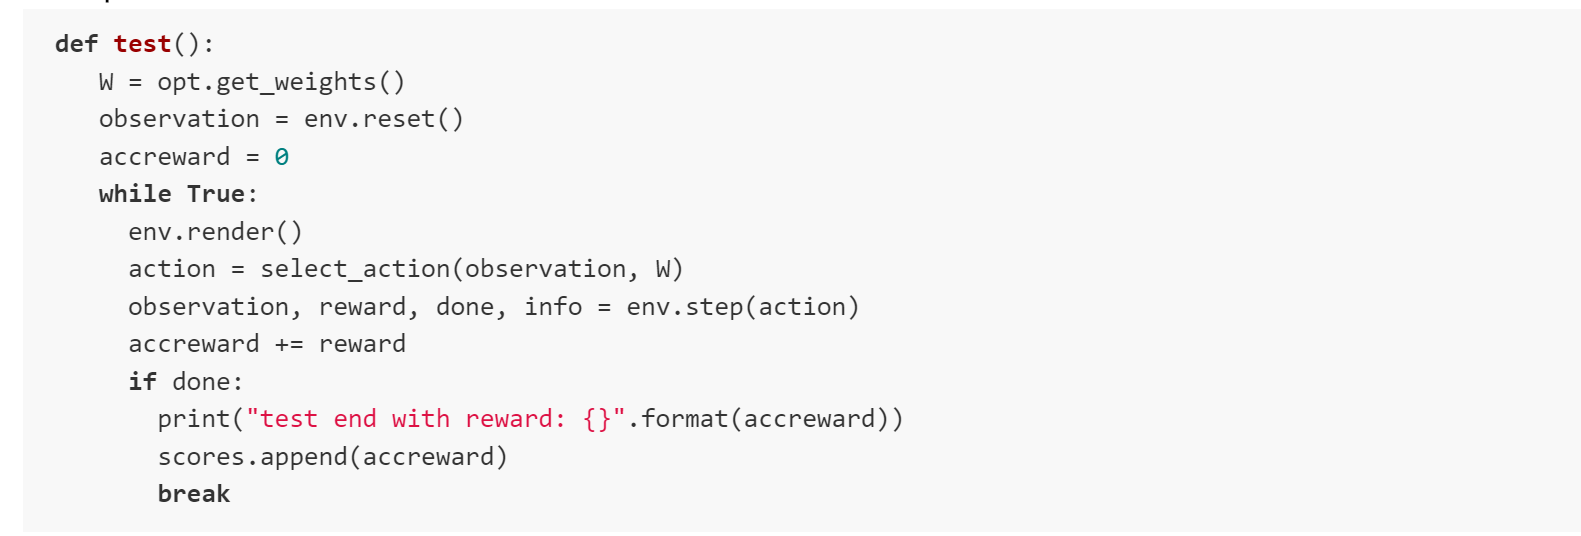 def test():
W = opt.get_weights()
observation = env.reset()
accreward = 0
while True:
env.render()
action = select_action(observation, W)
observation, reward, done, info = env.step(action)
accreward += reward
if done:
print("test end with reward: {}".format(accreward))
scores.append(accreward)
break